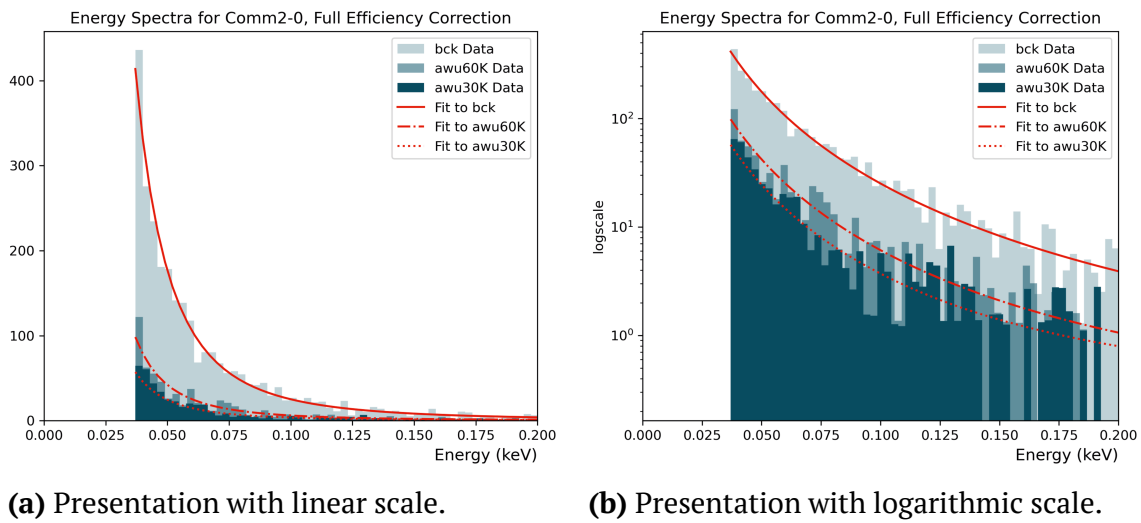 Energy Spectra for Comm2-0, Full Efficiency Correction
400
300
200
100
0
bck Data
awu60K Data
awu30K Data
Fit to bck
Fit to awu60K
Fit to awu30K
0.000 0.025 0.050 0.075 0.100 0.125 0.150 0.175 0.200
Energy (keV)
(a) Presentation with linear scale.
Energy Spectra for Comm2-0, Full Efficiency Correction
logscale
10²
10¹
10⁰
bck Data
awu60K Data
awu30K Data
Fit to bck
Fit to awu60K
Fit to awu30K
0.000 0.025 0.050 0.075 0.100 0.125 0.150 0.175 0.200
Energy (keV)
(b) Presentation with logarithmic scale.